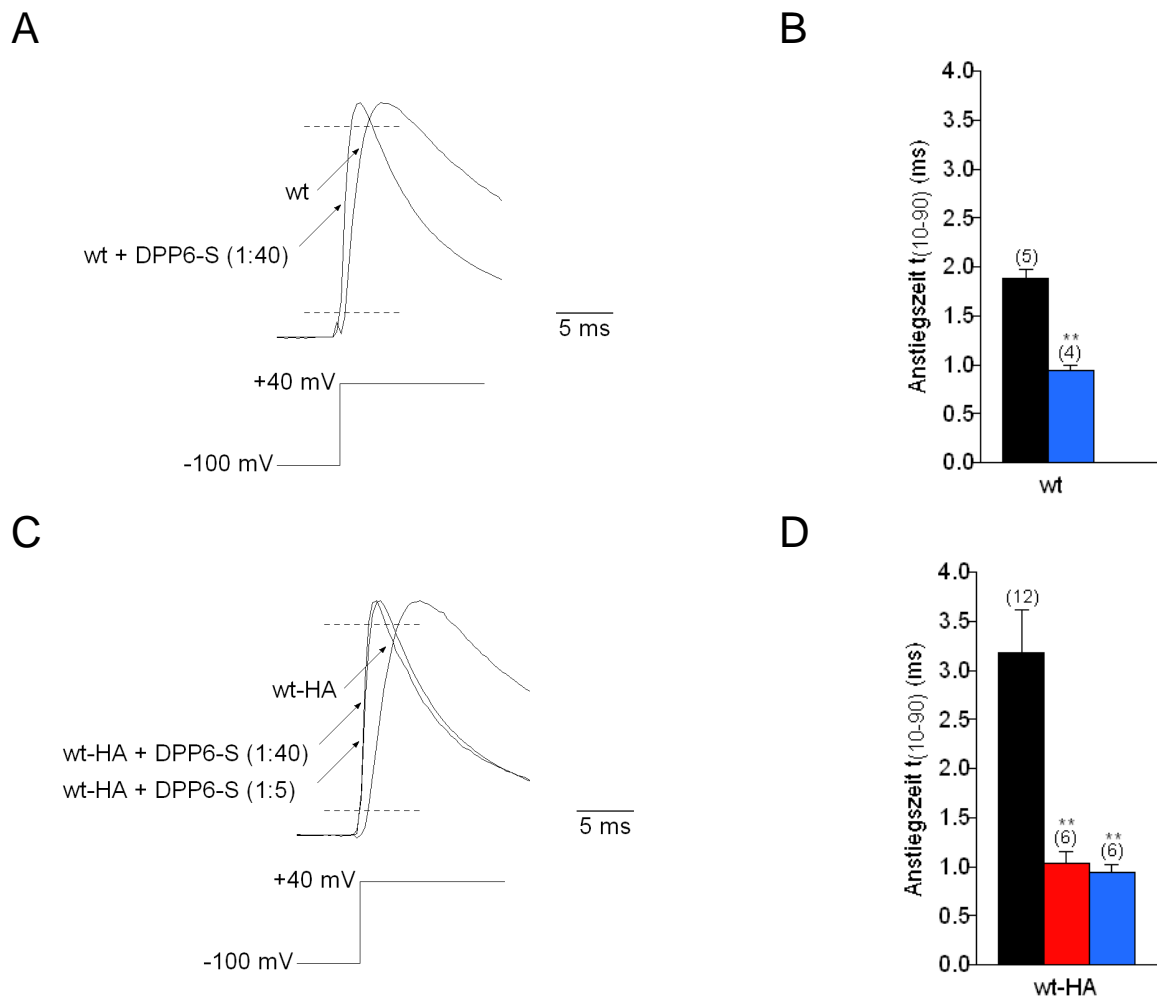 A
wt
wt + DPP6-S (1:40)
5 ms
+40 mV
-100 mV
B
Anstiegszeit t(10-90) (ms)
4.0
3.5
3.0
2.5
2.0
1.5
1.0
0.5
0.0
(5)
**
(4)
wt
C
wt-HA
wt-HA + DPP6-S (1:40)
wt-HA + DPP6-S (1:5)
5 ms
+40 mV
-100 mV
D
Anstiegszeit t(10-90) (ms)
4.0
3.5
3.0
2.5
2.0
1.5
1.0
0.5
0.0
(12)
**
(6)
**
(6)
wt-HA